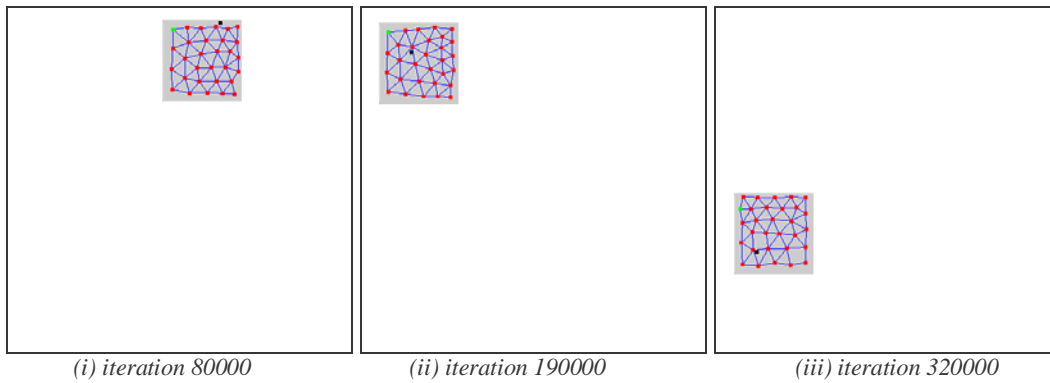 (i) iteration 80000
(ii) iteration 190000
(iii) iteration 320000